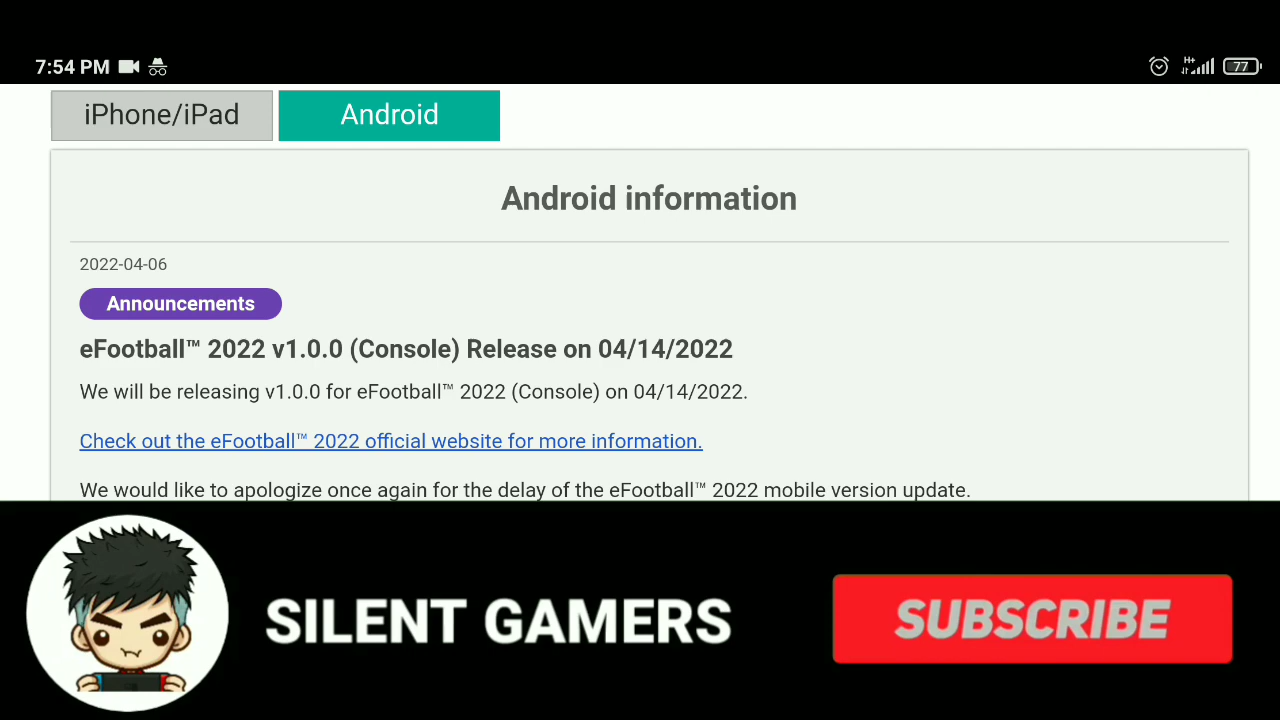 7:54 PM
H+
77
iPhone/iPad
Android
Android information
2022-04-06
Announcements
eFootball™ 2022 v1.0.0 (Console) Release on 04/14/2022
We will be releasing v1.0.0 for eFootball™ 2022 (Console) on 04/14/2022.
Check out the eFootball™ 2022 official website for more information.
We would like to apologize once again for the delay of the eFootball™ 2022 mobile version update.
SILENT GAMERS
SUBSCRIBE